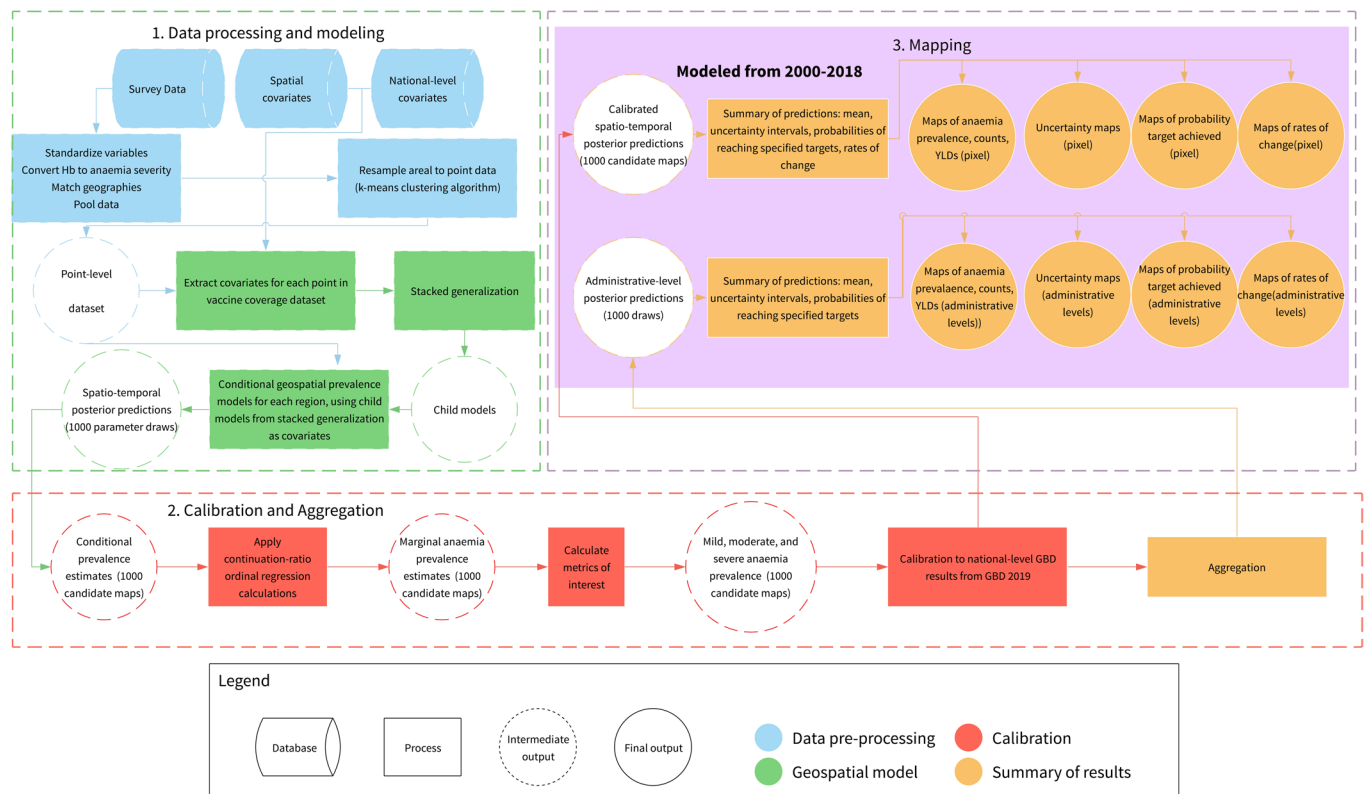 1. Data processing and modeling
Survey Data
Spatial
covariates
National-level
covariates
Standardize variables
Convert Hb to anaemia severity
Match geographies
Pool data
Resample areal to point data
(k-means clustering algorithm)
Point-level
dataset
Extract covariates for each point in
vaccine coverage dataset
Stacked generalization
Spatio-temporal
posterior predictions
(1000 parameter draws)
Conditional geospatial prevalence
models for each region, using child
models from stacked generalization
as covariates
Child models
3. Mapping
Modeled from 2000-2018
Calibrated
spatio-temporal
posterior predictions
(1000 candidate maps)
Summary of predictions: mean,
uncertainty intervals, probabilities of
reaching specified targets, rates of
change
Maps of anaemia
prevalence, counts,
YLDs (pixel)
Uncertainty maps
(pixel)
Maps of probability
target achieved
(pixel)
Maps of rates of
change(pixel)
Administrative-level
posterior predictions
(1000 draws)
Summary of predictions: mean,
uncertainty intervals, probabilities of
reaching specified targets
Maps of anaemia
prevalaence, counts,
YLDs (administrative
levels))
Uncertainty maps
(administrative
levels)
Maps of probability
target achieved
(administrative
levels)
Maps of rates of
change(administrative
levels)
2. Calibration and Aggregation
Conditional
prevalence
estimates (1000
candidate maps)
Apply
continuation-ratio
ordinal regression
calculations
Marginal anaemia
prevalence
estimates (1000
candidate maps)
Calculate
metrics of
interest
Mild, moderate, and
severe anaemia
prevalence (1000
candidate maps)
Calibration to national-level GBD
results from GBD 2019
Aggregation
Legend
Database
Process
Intermediate
output
Final output
Data pre-processing
Geospatial model
Calibration
Summary of results